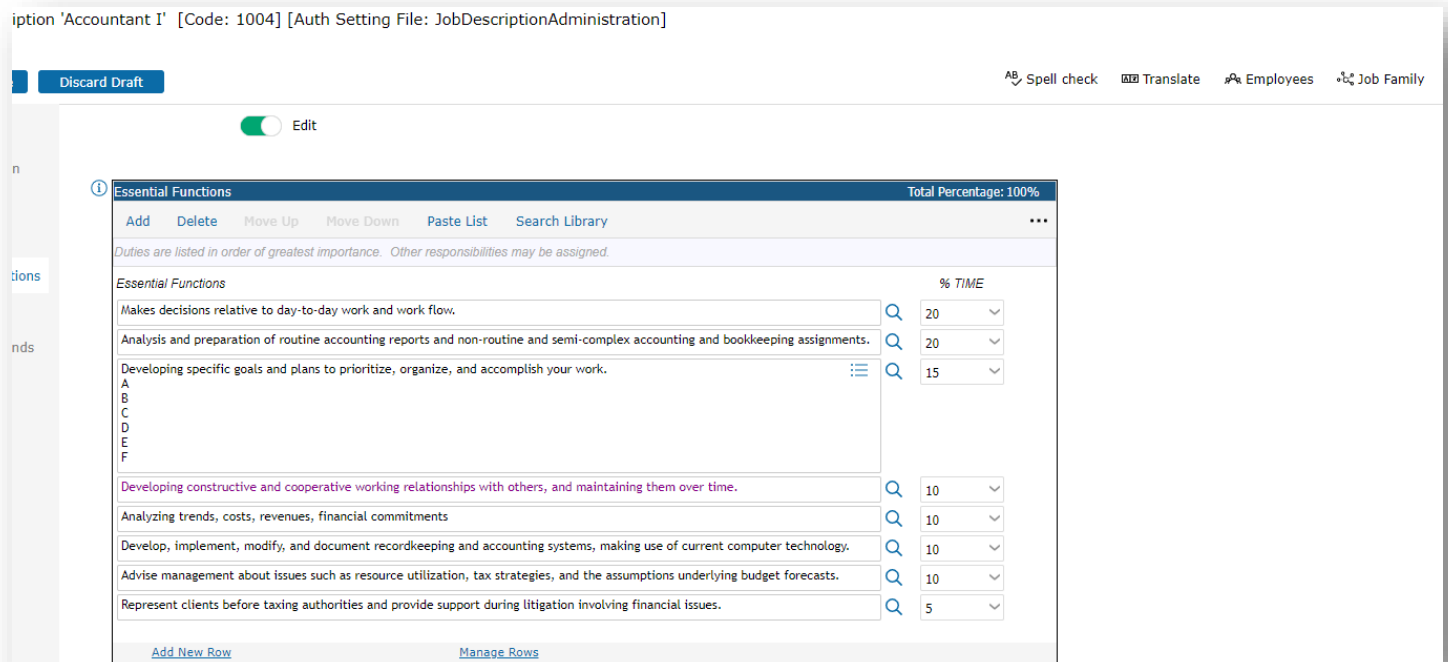 iption 'Accountant I' [Code: 1004] [Auth Setting File: JobDescriptionAdministration]
Discard Draft
Spell check Translate Employees Job Family
Edit
n
Essential Functions Total Percentage: 100%
Add Delete Move Up Move Down Paste List Search Library
Duties are listed in order of greatest importance. Other responsibilities may be assigned.
tions
Essential Functions % TIME
Makes decisions relative to day-to-day work and work flow. 20
Analysis and preparation of routine accounting reports and non-routine and semi-complex accounting and bookkeeping assignments. 20
nds
Developing specific goals and plans to prioritize, organize, and accomplish your work. 15
A
B
C
D
E
F
Developing constructive and cooperative working relationships with others, and maintaining them over time. 10
Analyzing trends, costs, revenues, financial commitments 10
Develop, implement, modify, and document recordkeeping and accounting systems, making use of current computer technology. 10
Advise management about issues such as resource utilization, tax strategies, and the assumptions underlying budget forecasts. 10
Represent clients before taxing authorities and provide support during litigation involving financial issues. 5
Add New Row Manage Rows